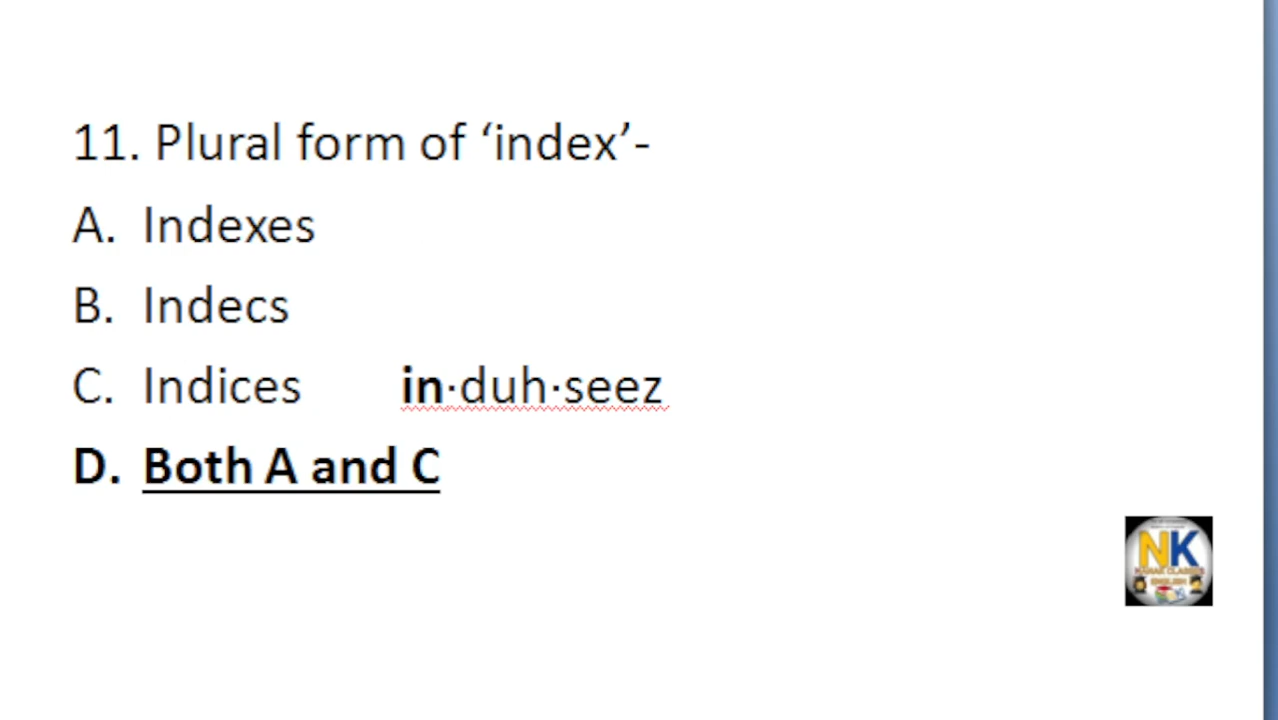 11. Plural form of ‘index’-
A. Indexes
B. Indecs
C. Indices in·duh·seez
D. Both A and C
NK